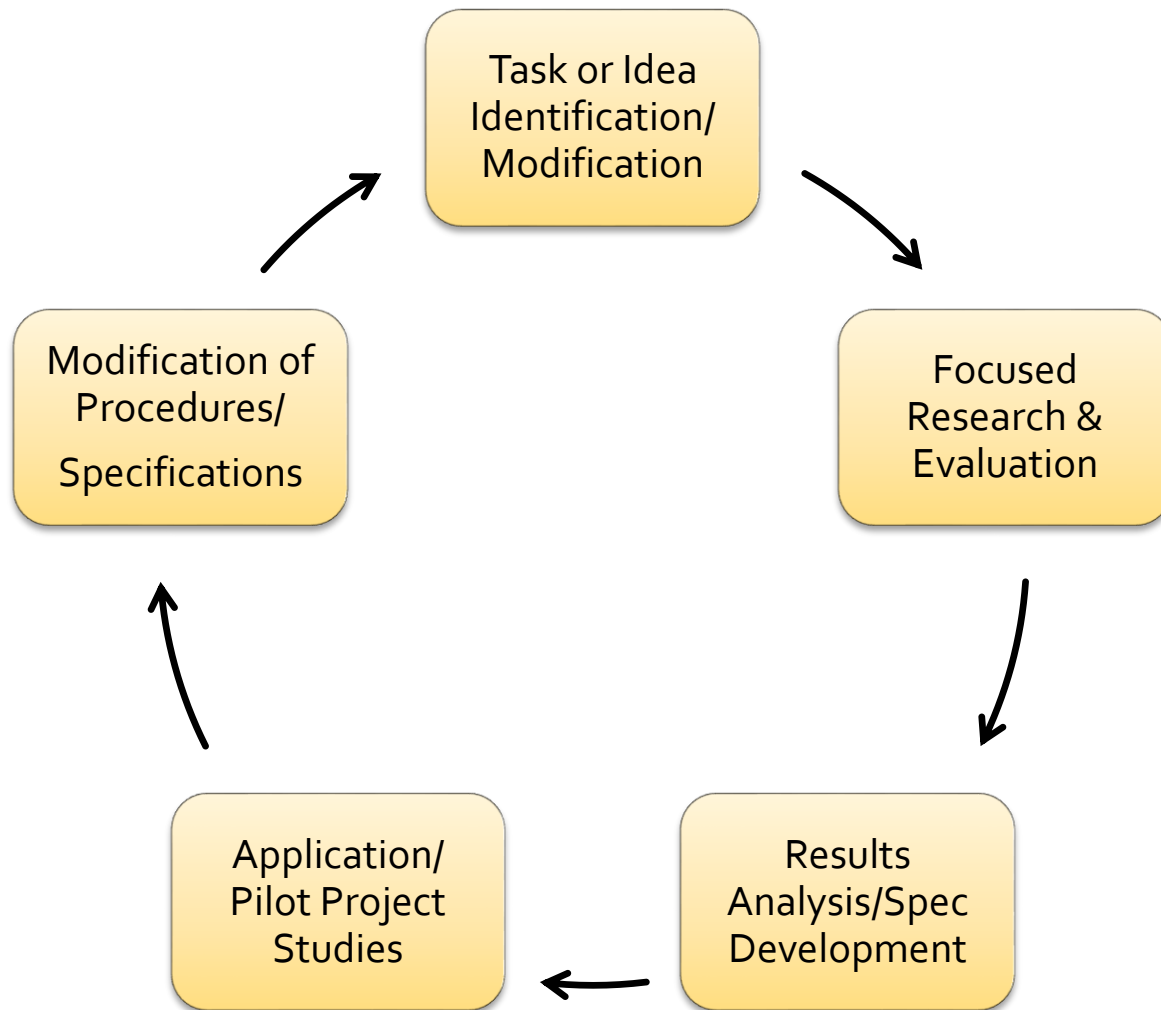 Task or Idea
Identification/
Modification
Focused
Research &
Evaluation
Results
Analysis/Spec
Development
Application/
Pilot Project
Studies
Modification of
Procedures/
Specifications